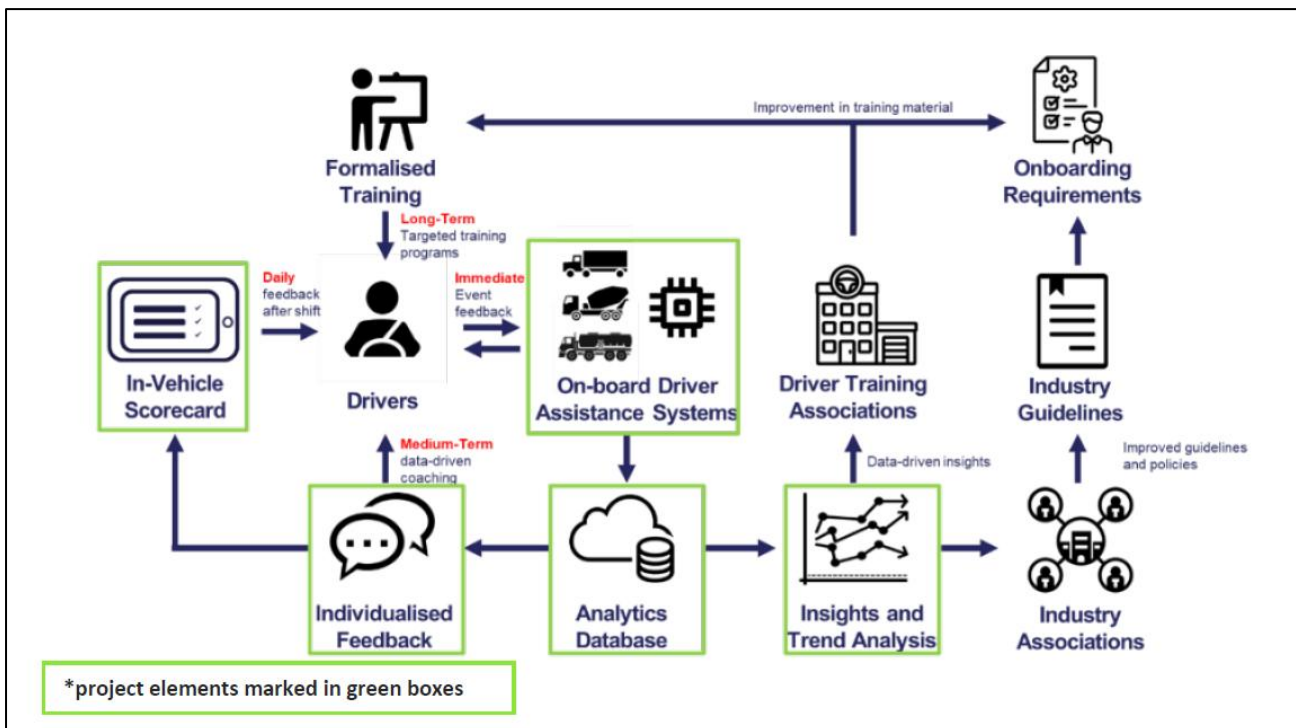 Improvement in training material
Formalised
Training
Onboarding
Requirements
Long-Term
Targeted training
programs
Daily
feedback
after shift
Immediate
Event
feedback
In-Vehicle
Scorecard
Drivers
On-board Driver
Assistance Systems
Driver Training
Associations
Industry
Guidelines
Medium-Term
data-driven
coaching
Data-driven insights
Improved guidelines
and policies
Individualised
Feedback
Analytics
Database
Insights and
Trend Analysis
Industry
Associations
*project elements marked in green boxes